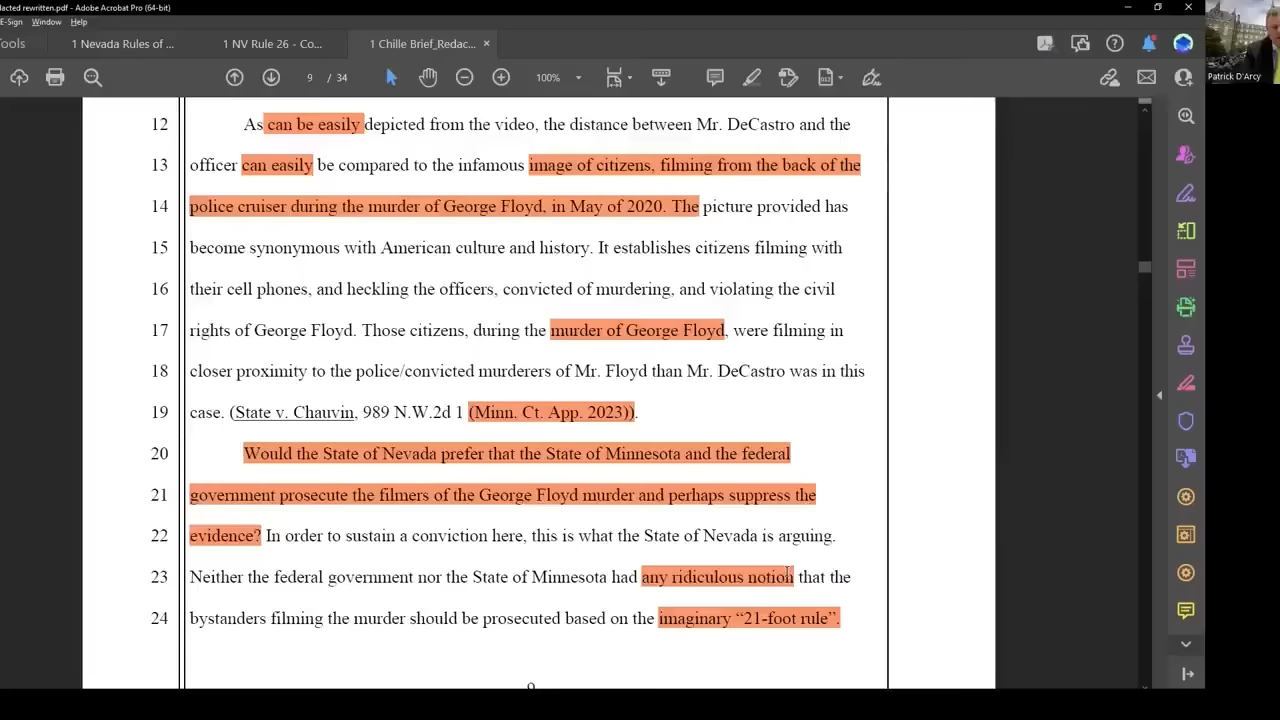 dacted rewritten.pdf - Adobe Acrobat Pro (64-bit)
E-Sign Window Help
Tools 1 Nevada Rules of ... 1 NV Rule 26 - Co... 1 Chille Brief_Redac... ×
9 / 34 100%
Patrick D'Arcy
12 As can be easily depicted from the video, the distance between Mr. DeCastro and the
13 officer can easily be compared to the infamous image of citizens, filming from the back of the
14 police cruiser during the murder of George Floyd, in May of 2020. The picture provided has
15 become synonymous with American culture and history. It establishes citizens filming with
16 their cell phones, and heckling the officers, convicted of murdering, and violating the civil
17 rights of George Floyd. Those citizens, during the murder of George Floyd, were filming in
18 closer proximity to the police/convicted murderers of Mr. Floyd than Mr. DeCastro was in this
19 case. (State v. Chauvin, 989 N.W.2d 1 (Minn. Ct. App. 2023)).
20 Would the State of Nevada prefer that the State of Minnesota and the federal
21 government prosecute the filmers of the George Floyd murder and perhaps suppress the
22 evidence? In order to sustain a conviction here, this is what the State of Nevada is arguing.
23 Neither the federal government nor the State of Minnesota had any ridiculous notion that the
24 bystanders filming the murder should be prosecuted based on the imaginary “21-foot rule”.
9